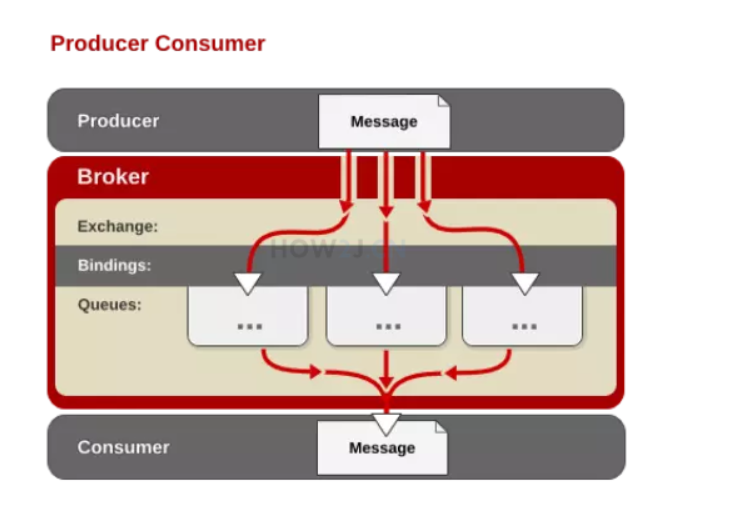 Producer Consumer
Producer
Message
Broker
Exchange:
Bindings:
Queues:
...
...
...
Consumer
Message